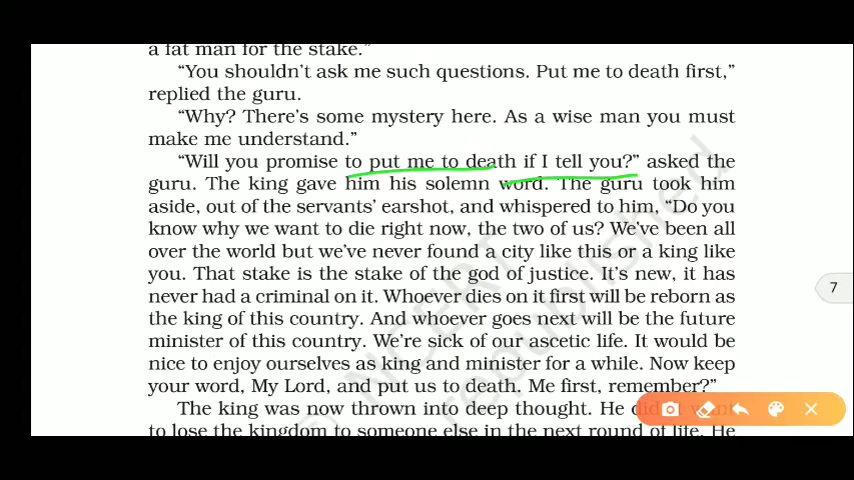 a fat man for the stake.”
“You shouldn’t ask me such questions. Put me to death first,”
replied the guru.
“Why? There’s some mystery here. As a wise man you must
make me understand.”
“Will you promise to put me to death if I tell you?” asked the
guru. The king gave him his solemn word. The guru took him
aside, out of the servants’ earshot, and whispered to him, “Do you
know why we want to die right now, the two of us? We’ve been all
over the world but we’ve never found a city like this or a king like
you. That stake is the stake of the god of justice. It’s new, it has
never had a criminal on it. Whoever dies on it first will be reborn as
the king of this country. And whoever goes next will be the future
minister of this country. We’re sick of our ascetic life. It would be
nice to enjoy ourselves as king and minister for a while. Now keep
your word, My Lord, and put us to death. Me first, remember?”
The king was now thrown into deep thought. He didn’t want
to lose the kingdom to someone else in the next round of life. He
7
© NCERT
republished